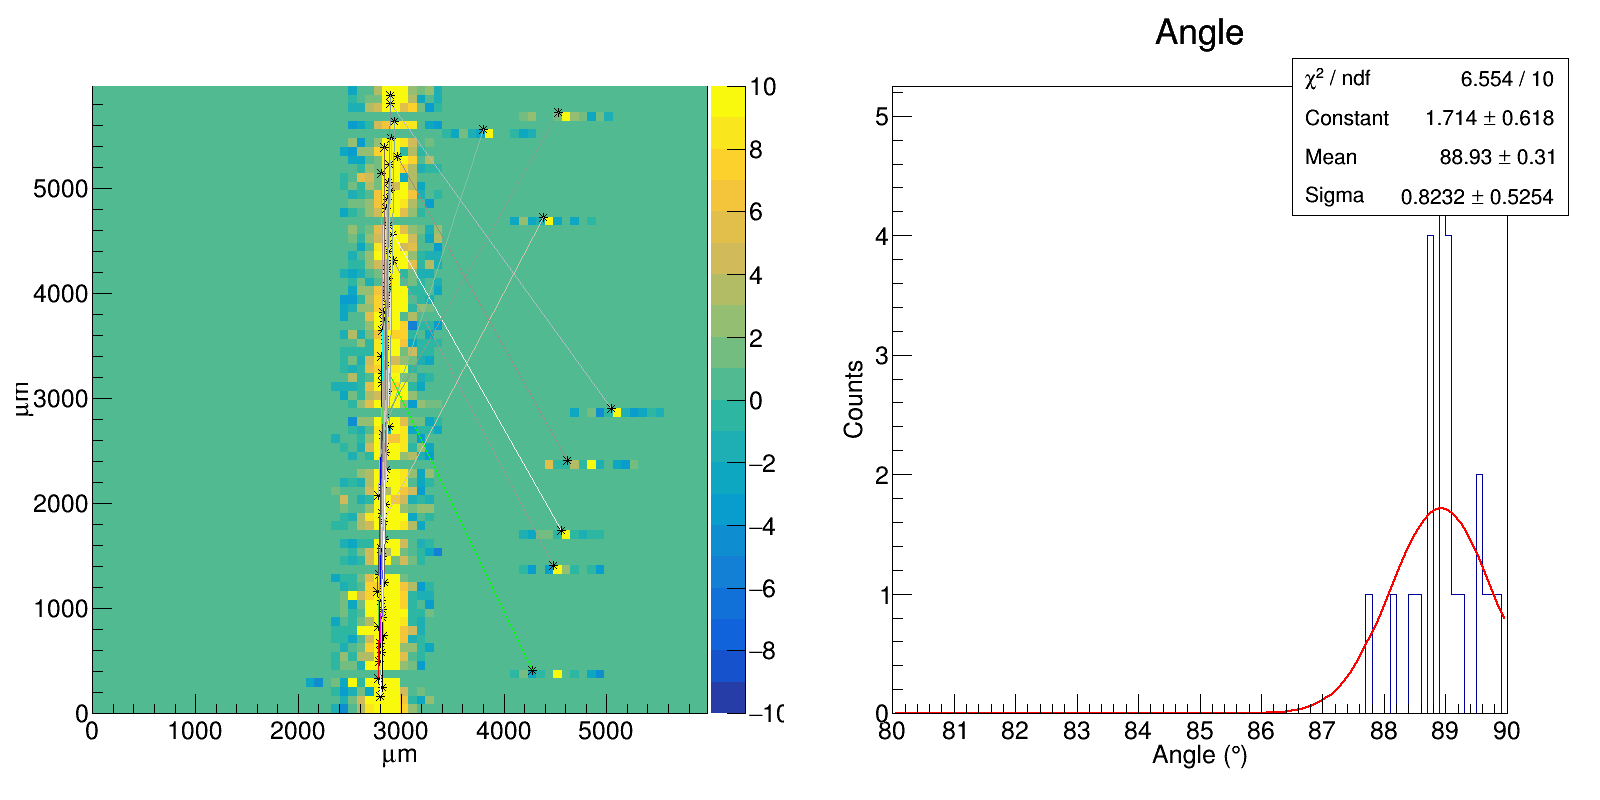 Angle
χ² / ndf 6.554 / 10
Constant 1.714 ± 0.618
Mean 88.93 ± 0.31
Sigma 0.8232 ± 0.5254
5000
4000
3000
2000
1000
0
μm
0 1000 2000 3000 4000 5000
μm
10
8
6
4
2
0
−2
−4
−6
−8
−10
5
4
3
2
1
0
Counts
80 81 82 83 84 85 86 87 88 89 90
Angle (°)